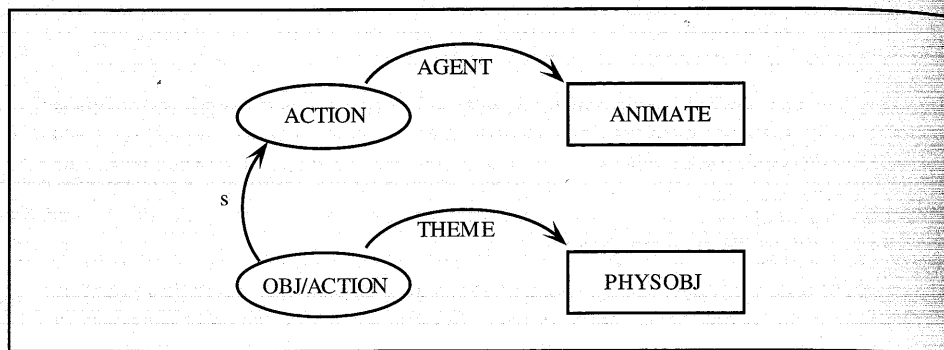 AGENT
ACTION
ANIMATE
s
THEME
OBJ/ACTION
PHYSOBJ